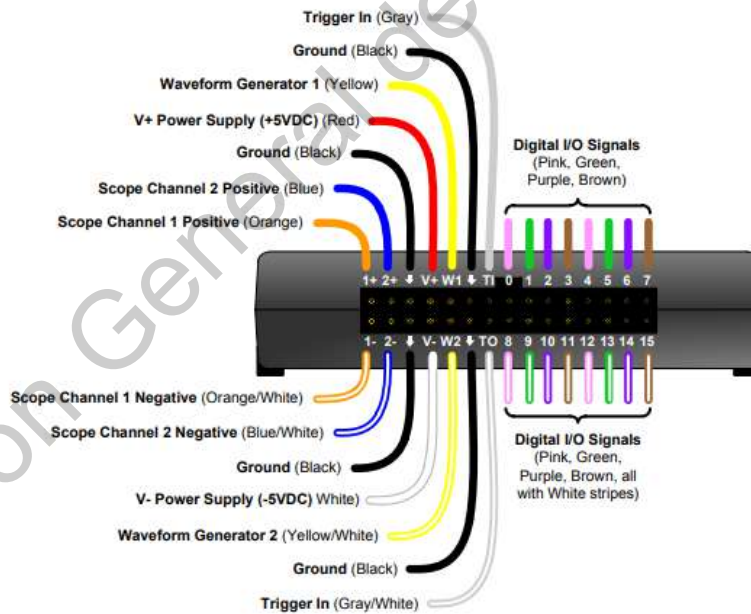 Trigger In (Gray)
Ground (Black)
Waveform Generator 1 (Yellow)
V+ Power Supply (+5VDC) (Red)
Ground (Black)
Scope Channel 2 Positive (Blue)
Scope Channel 1 Positive (Orange)
Digital I/O Signals
(Pink, Green,
Purple, Brown)
1+ 2+ V+ W1 TI 0 1 2 3 4 5 6 7
1- 2- V- W2 TO 8 9 10 11 12 13 14 15
Scope Channel 1 Negative (Orange/White)
Scope Channel 2 Negative (Blue/White)
Ground (Black)
V- Power Supply (-5VDC) White)
Waveform Generator 2 (Yellow/White)
Ground (Black)
Trigger In (Gray/White)
Digital I/O Signals
(Pink, Green,
Purple, Brown, all
with White stripes)
on General de